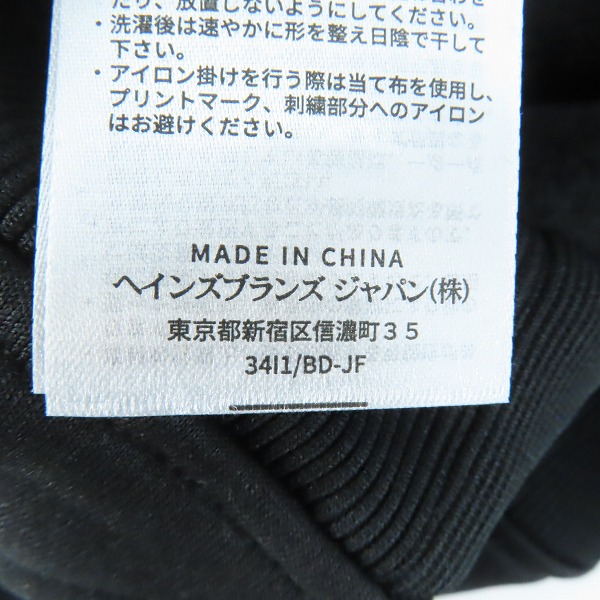 たり、放置しないようにしてください。
・洗濯後は速やかに形を整え日陰で干して
下さい。
・アイロン掛けを行う際は当て布を使用し、
プリントマーク、刺繍部分へのアイロン
はお避けください。
MADE IN CHINA
ヘインズブランズ ジャパン(株)
東京都新宿区信濃町35
34I1/BD-JF